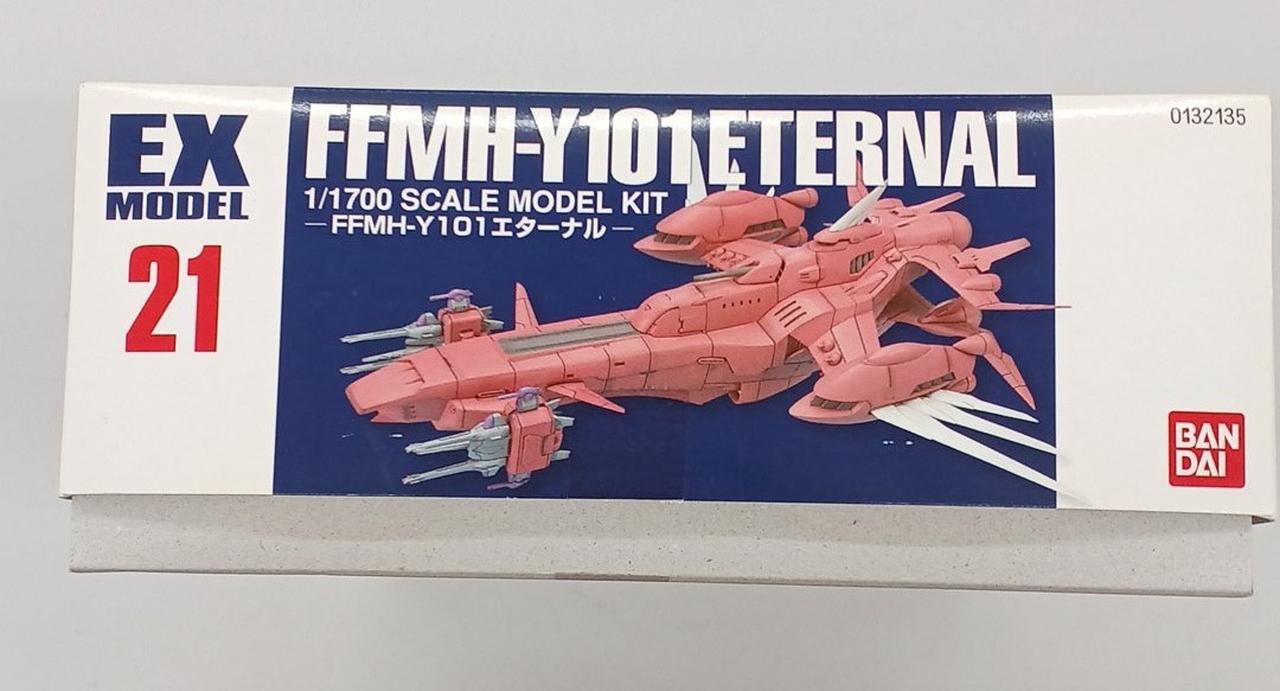 EX
MODEL
21
FFMH-Y101 ETERNAL
1/1700 SCALE MODEL KIT
—FFMH-Y101エターナル—
0132135
BAN
DAI